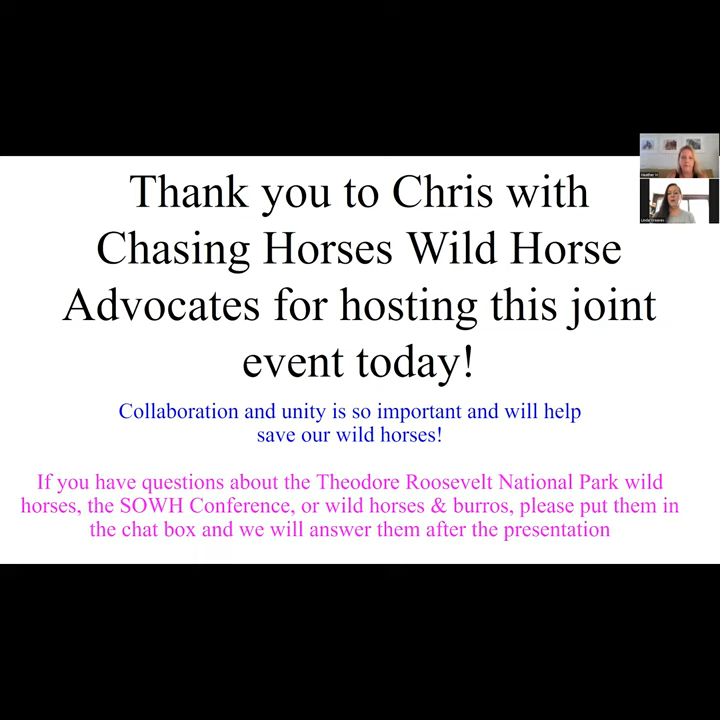 Thank you to Chris with
Chasing Horses Wild Horse
Advocates for hosting this joint
event today!
Collaboration and unity is so important and will help
save our wild horses!
If you have questions about the Theodore Roosevelt National Park wild
horses, the SOWH Conference, or wild horses & burros, please put them in
the chat box and we will answer them after the presentation
Heather H
Linda Greaves